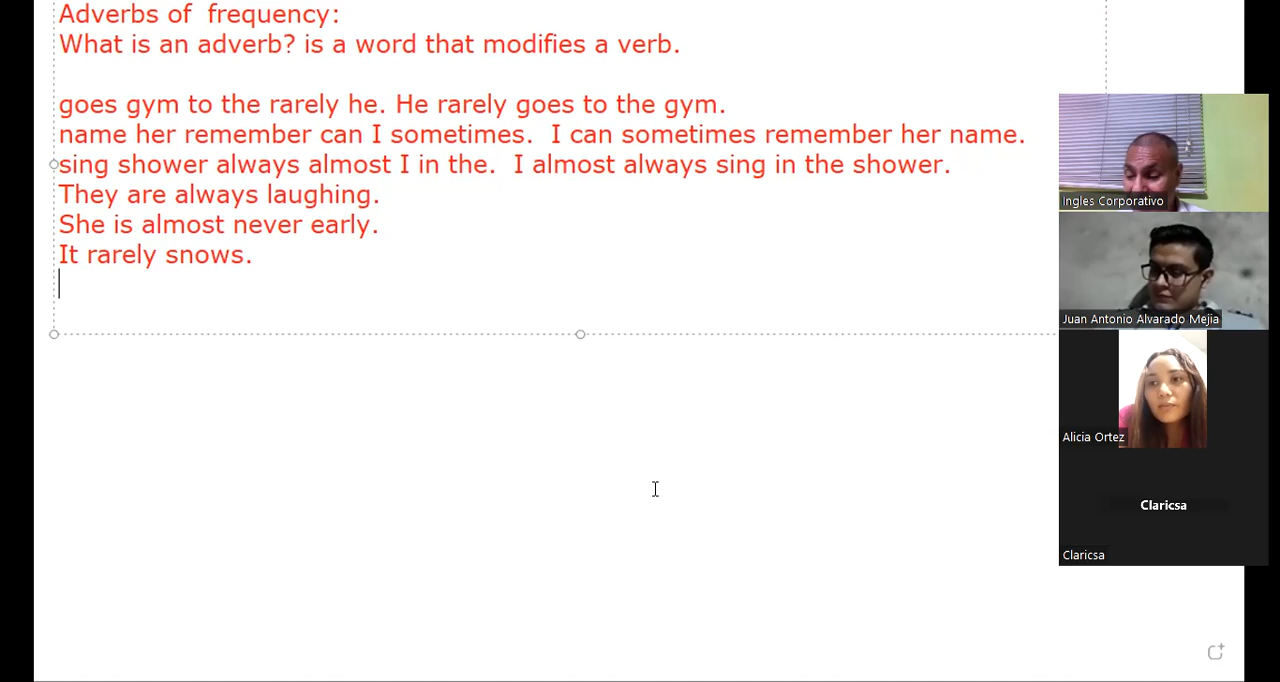 Adverbs of  frequency:
What is an adverb? is a word that modifies a verb.
goes gym to the rarely he. He rarely goes to the gym.
name her remember can I sometimes.  I can sometimes remember her name.
sing shower always almost I in the.  I almost always sing in the shower.
They are always laughing.
She is almost never early.
It rarely snows.
Ingles Corporativo
Juan Antonio Alvarado Mejia
Alicia Ortez
Claricsa
Claricsa